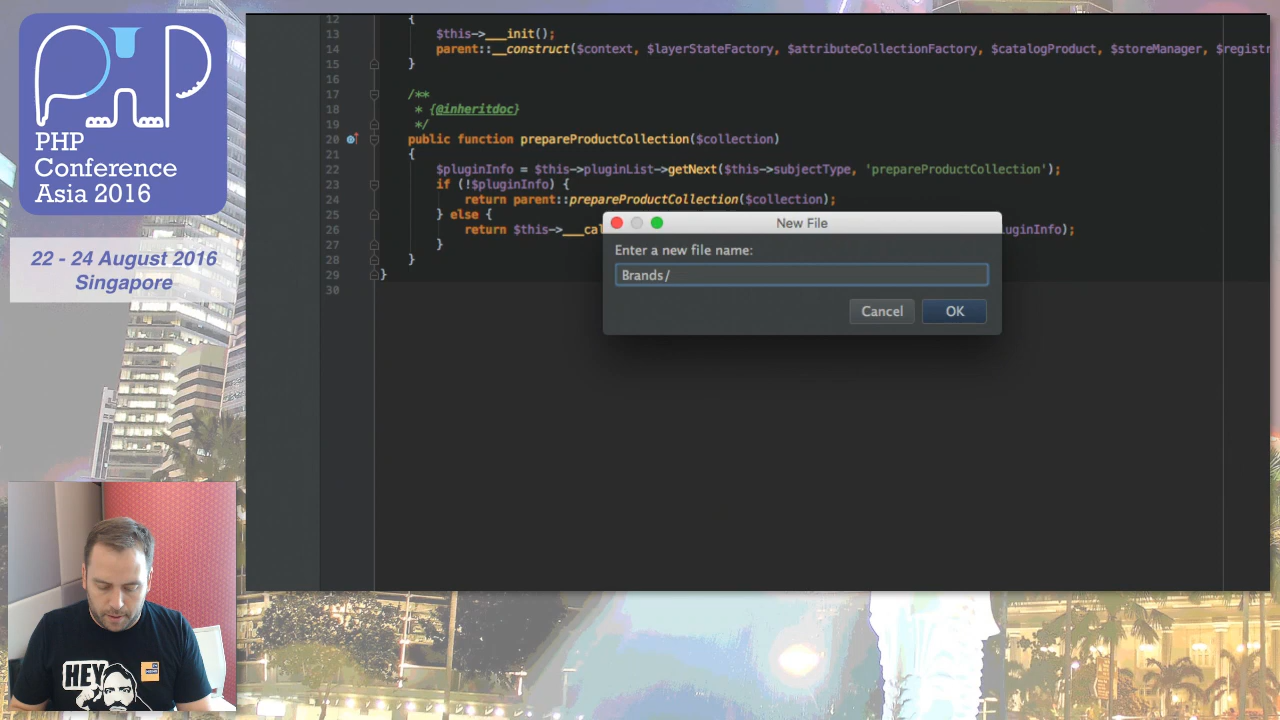 PHP
PHP
Conference
Asia 2016
22 - 24 August 2016
Singapore
12 {
13 $this->___init();
14 parent::__construct($context, $layerStateFactory, $attributeCollectionFactory, $catalogProduct, $storeManager, $registr
15 }
16
17 /**
18 * {@inheritdoc}
19 */
20 public function prepareProductCollection($collection)
21 {
22 $pluginInfo = $this->pluginList->getNext($this->subjectType, 'prepareProductCollection');
23 if (!$pluginInfo) {
24 return parent::prepareProductCollection($collection);
25 } else {
26 return $this->___cal luginInfo);
27 }
28 }
29 }
30
New File
Enter a new file name:
Brands/
Cancel OK
HEY